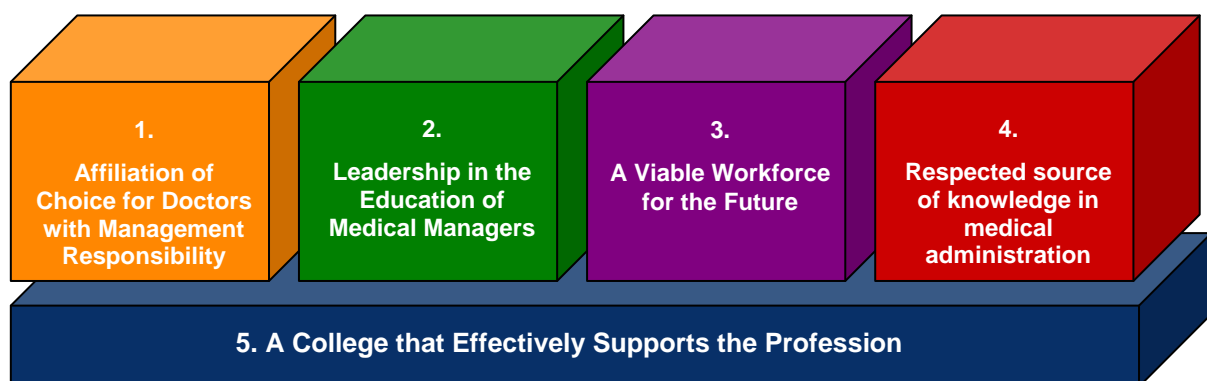 1.
Affiliation of
Choice for Doctors
with Management
Responsibility
2.
Leadership in the
Education of
Medical Managers
3.
A Viable Workforce
for the Future
4.
Respected source
of knowledge in
medical
administration
5. A College that Effectively Supports the Profession